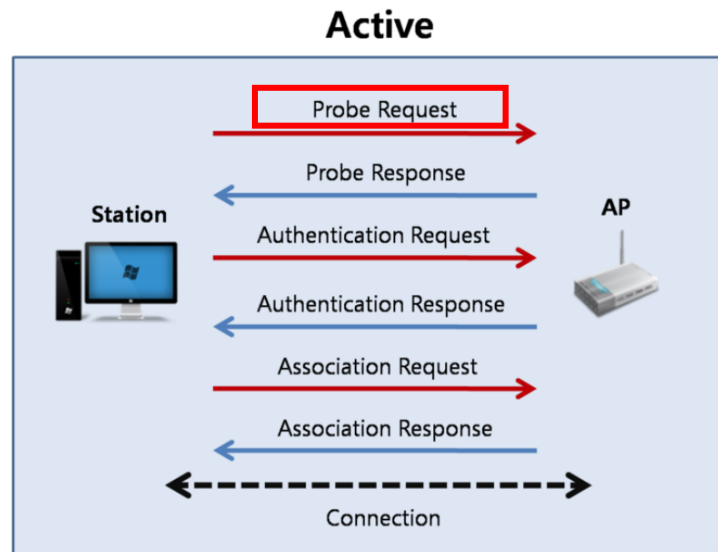 Active
Probe Request
Probe Response
Station
AP
Authentication Request
Authentication Response
Association Request
Association Response
Connection